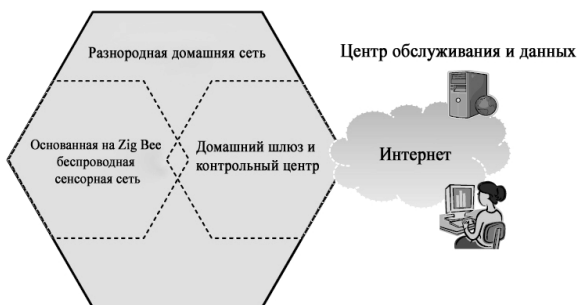 Разнородная домашняя сеть
Центр обслуживания и данных
Основанная на Zig Bee
беспроводная
сенсорная сеть
Домашний шлюз и
контрольный центр
Интернет